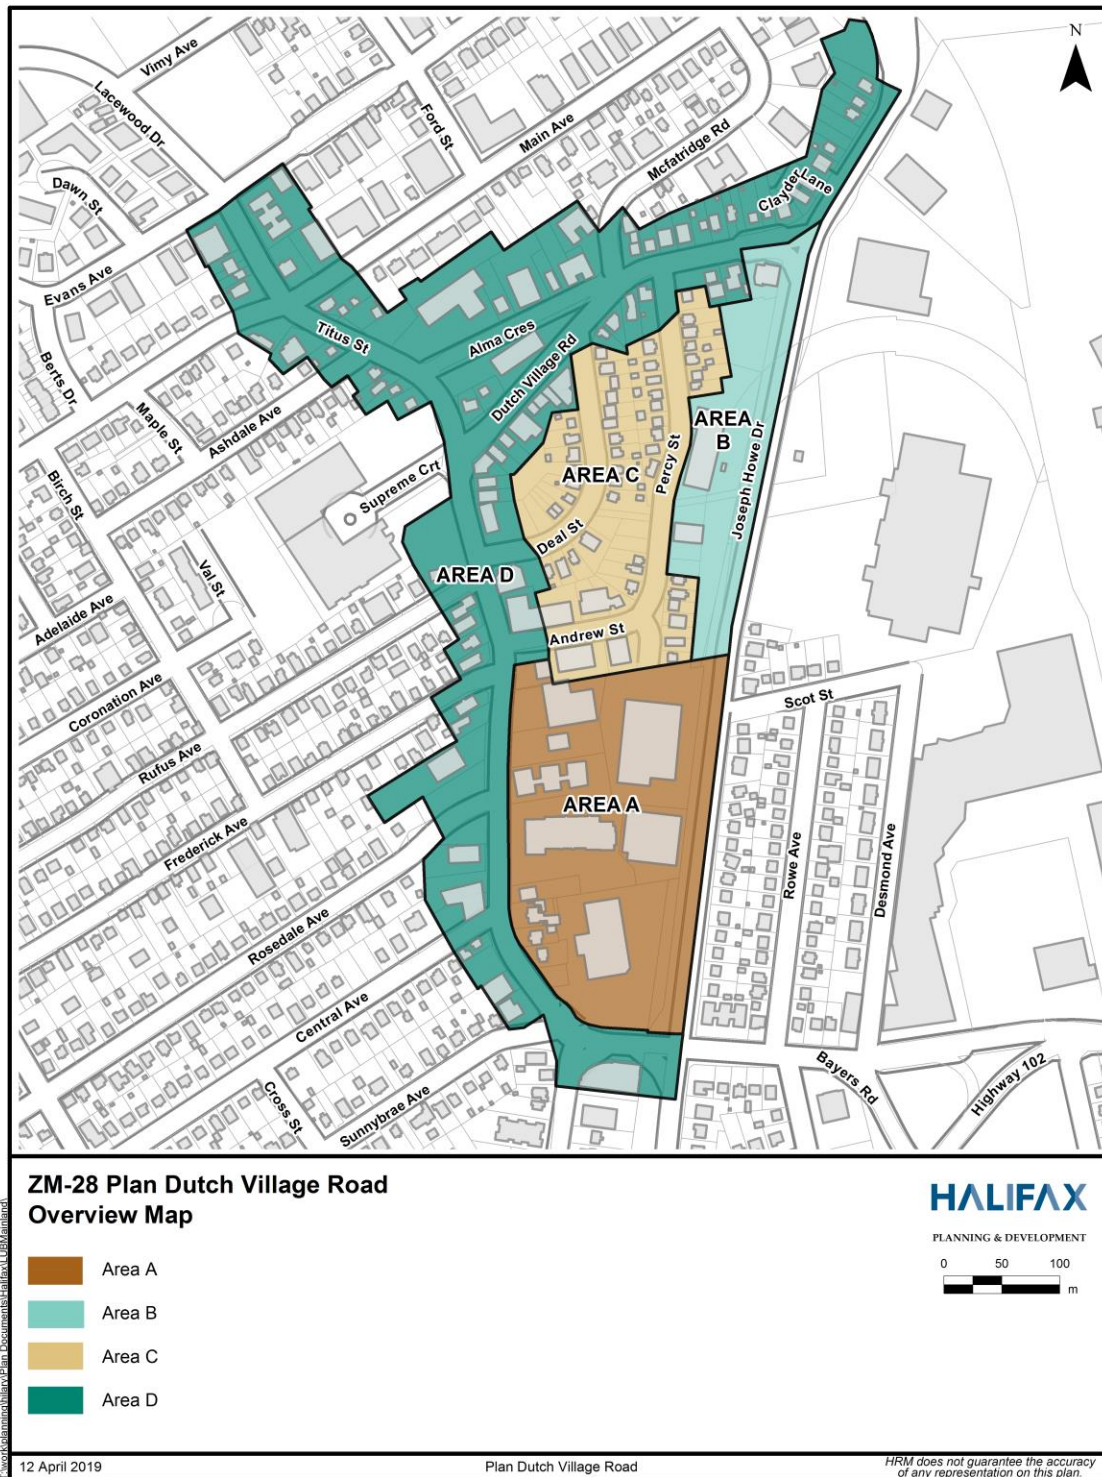 N
Vimy Ave
Lacewood Dr
Ford St
Main Ave
Mcfatridge Rd
Dawn St
Clayder Lane
Evans Ave
Titus St
Alma Cres
Dutch Village Rd
Berts Dr
Maple St
Ashdale Ave
AREA
B
Percy St
Joseph Howe Dr
Birch St
Supreme Crt
AREA C
Deal St
Val St
AREA D
Adelaide Ave
Andrew St
Coronation Ave
Scot St
Rufus Ave
AREA A
Frederick Ave
Rowe Ave
Desmond Ave
Rosedale Ave
Central Ave
Bayers Rd
Highway 102
Cross St
Sunnybrae Ave
ZM-28 Plan Dutch Village Road
Overview Map
Area A
Area B
Area C
Area D
HALIFAX
PLANNING & DEVELOPMENT
0 50 100
m
12 April 2019
Plan Dutch Village Road
HRM does not guarantee the accuracy
of any representation on this plan.